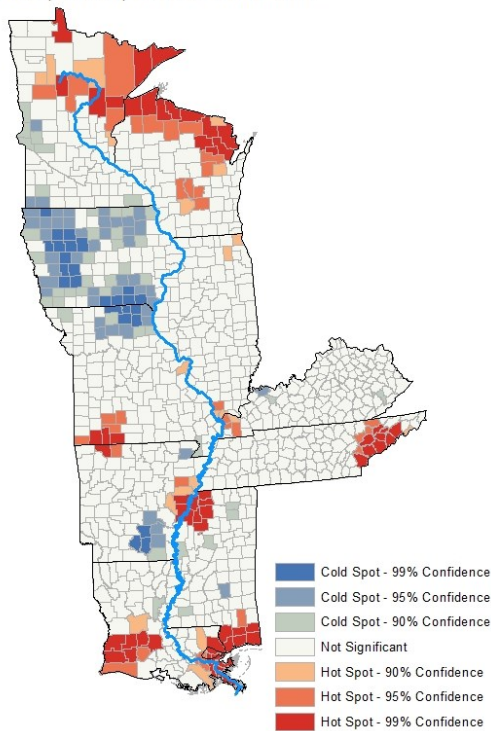 Cold Spot - 99% Confidence
Cold Spot - 95% Confidence
Cold Spot - 90% Confidence
Not Significant
Hot Spot - 90% Confidence
Hot Spot - 95% Confidence
Hot Spot - 99% Confidence